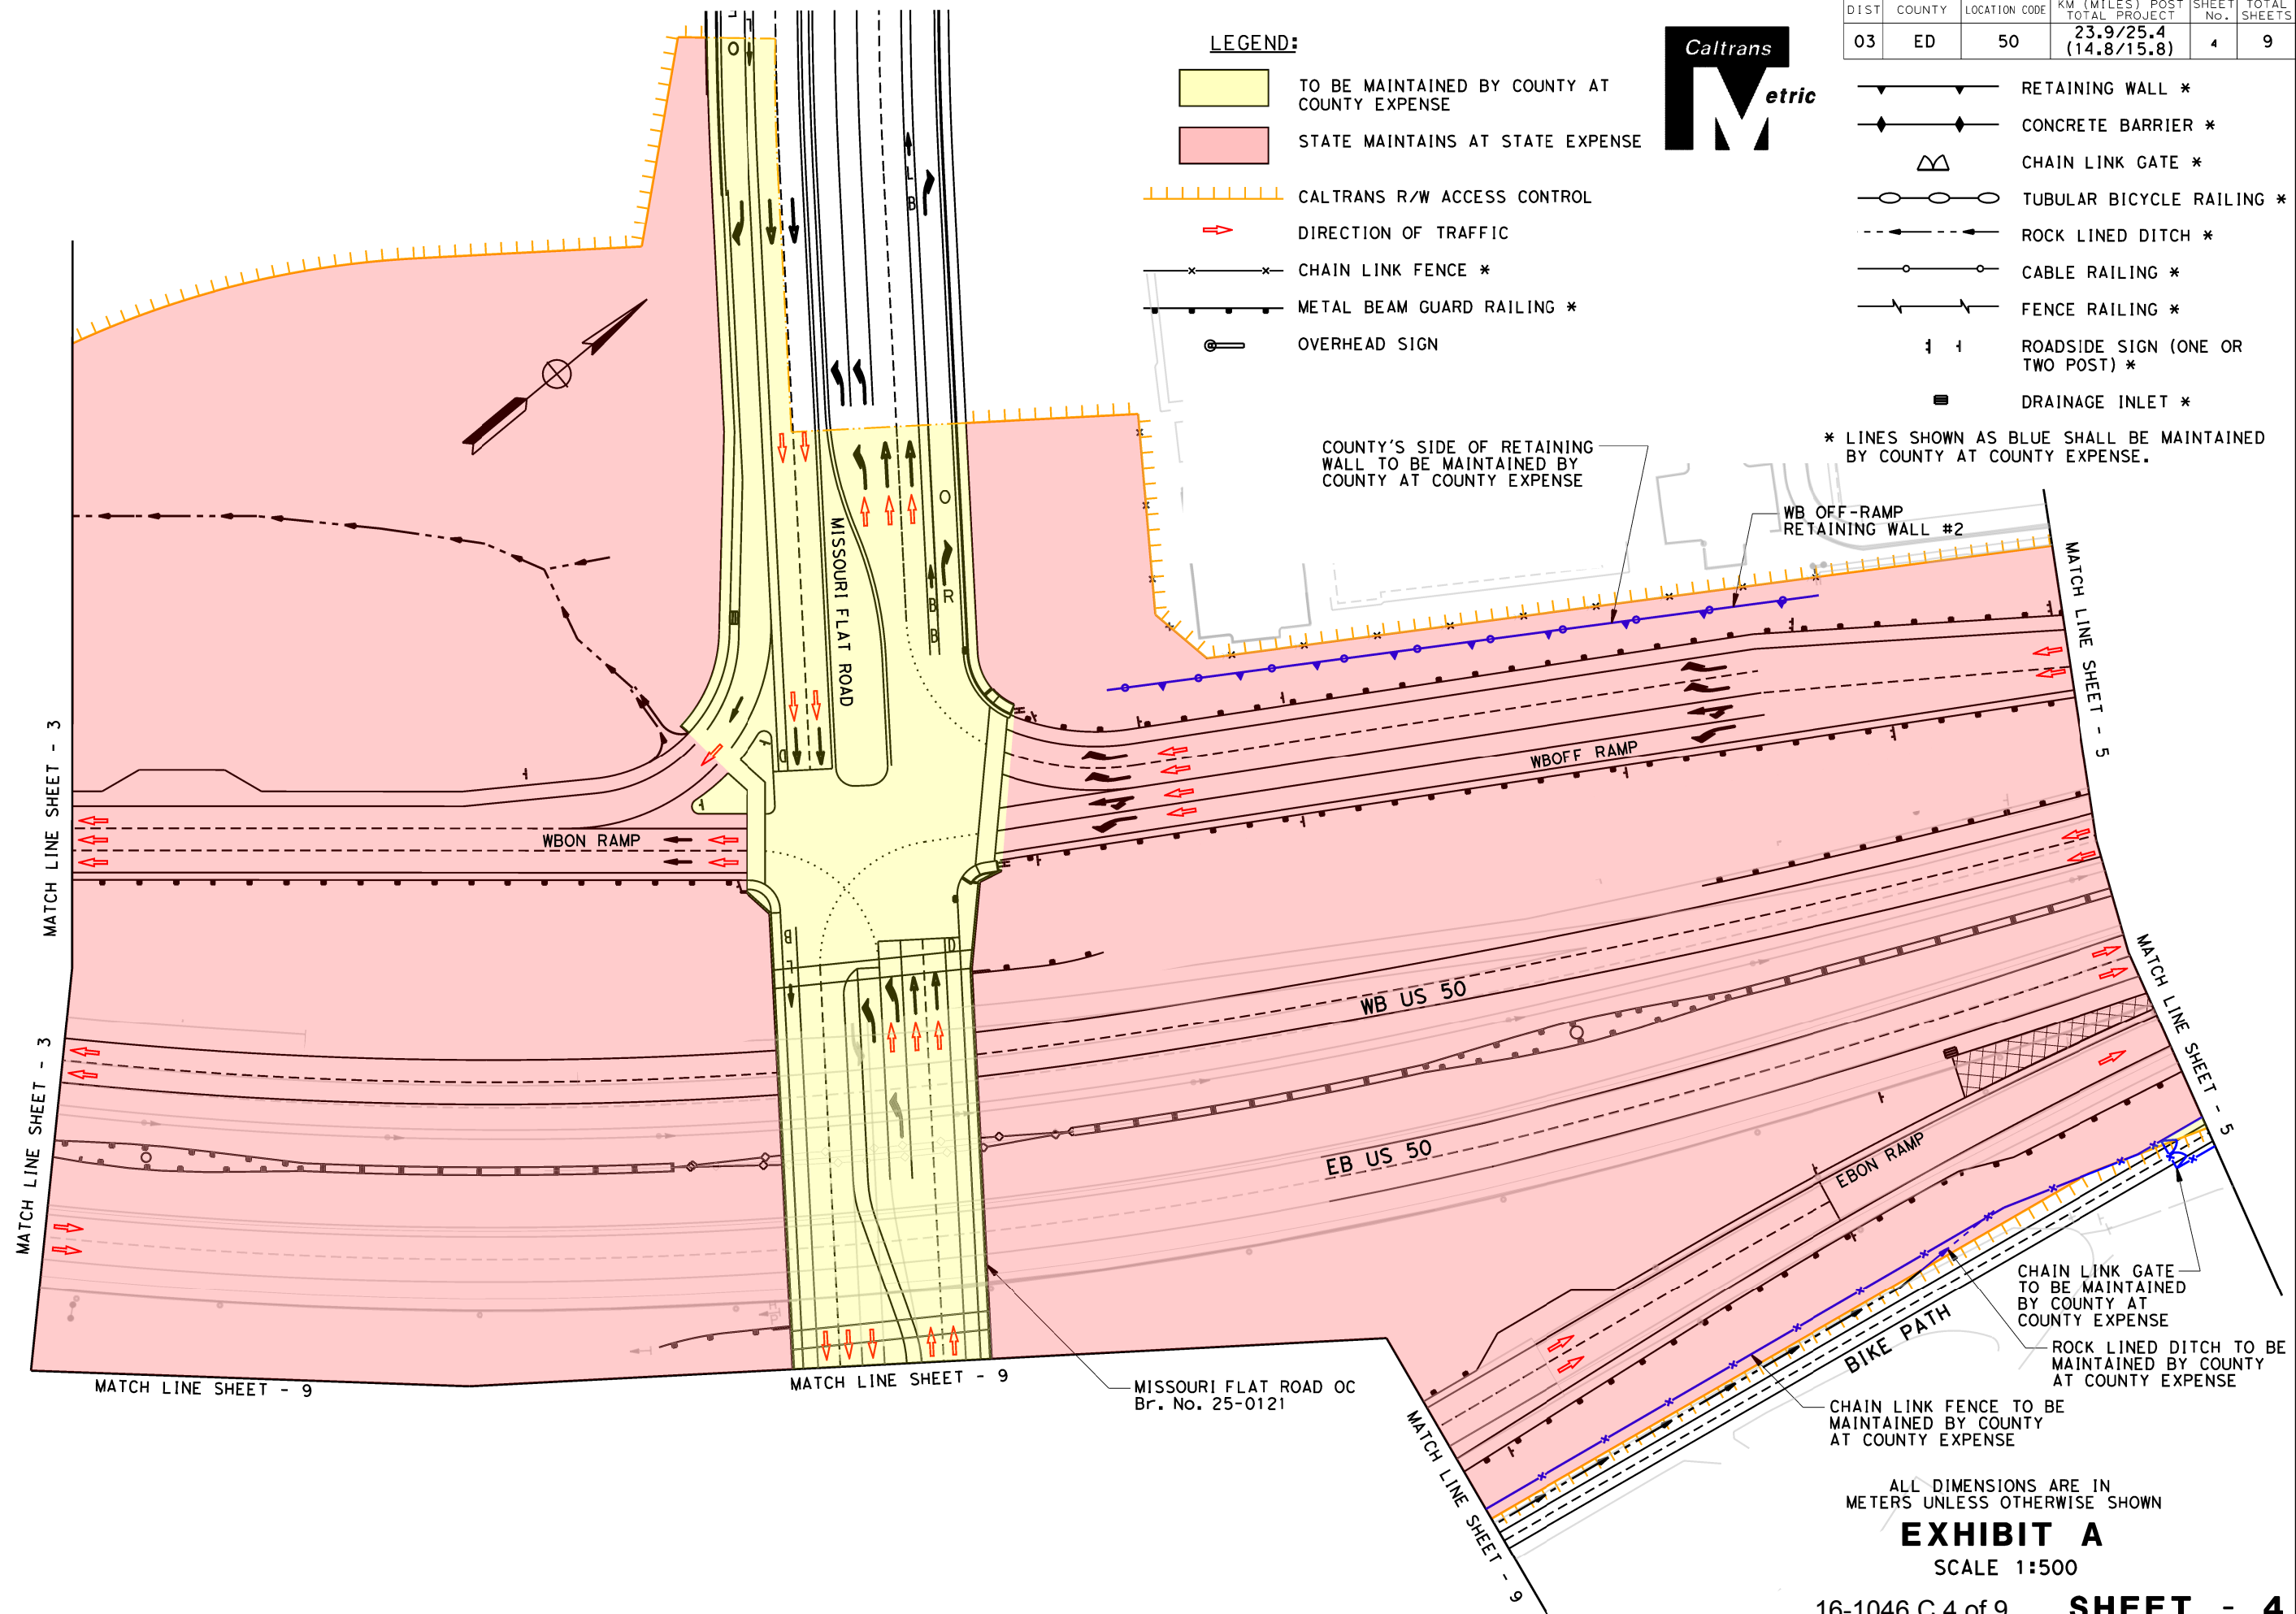 LEGEND:
TO BE MAINTAINED BY COUNTY AT
COUNTY EXPENSE
STATE MAINTAINS AT STATE EXPENSE
CALTRANS R/W ACCESS CONTROL
DIRECTION OF TRAFFIC
CHAIN LINK FENCE *
METAL BEAM GUARD RAILING *
OVERHEAD SIGN
Caltrans
Metric
DIST COUNTY LOCATION CODE KM (MILES) POST TOTAL PROJECT SHEET No. TOTAL SHEETS
03 ED 50 23.9/25.4 (14.8/15.8) 4 9
RETAINING WALL *
CONCRETE BARRIER *
CHAIN LINK GATE *
TUBULAR BICYCLE RAILING *
ROCK LINED DITCH *
CABLE RAILING *
FENCE RAILING *
ROADSIDE SIGN (ONE OR
TWO POST) *
DRAINAGE INLET *
* LINES SHOWN AS BLUE SHALL BE MAINTAINED
BY COUNTY AT COUNTY EXPENSE.
COUNTY'S SIDE OF RETAINING
WALL TO BE MAINTAINED BY
COUNTY AT COUNTY EXPENSE
WB OFF-RAMP
RETAINING WALL #2
MISSOURI FLAT ROAD
MATCH LINE SHEET - 5
MATCH LINE SHEET - 3
WBOFF RAMP
WBON RAMP
WB US 50
EB US 50
EBON RAMP
MATCH LINE SHEET - 5
MATCH LINE SHEET - 3
CHAIN LINK GATE
TO BE MAINTAINED
BY COUNTY AT
COUNTY EXPENSE
BIKE PATH
ROCK LINED DITCH TO BE
MAINTAINED BY COUNTY
AT COUNTY EXPENSE
MATCH LINE SHEET - 9
MATCH LINE SHEET - 9
MISSOURI FLAT ROAD OC
Br. No. 25-0121
CHAIN LINK FENCE TO BE
MAINTAINED BY COUNTY
AT COUNTY EXPENSE
MATCH LINE SHEET - 9
ALL DIMENSIONS ARE IN
METERS UNLESS OTHERWISE SHOWN
EXHIBIT A
SCALE 1:500
16-1046 C 4 of 9
SHEET - 4